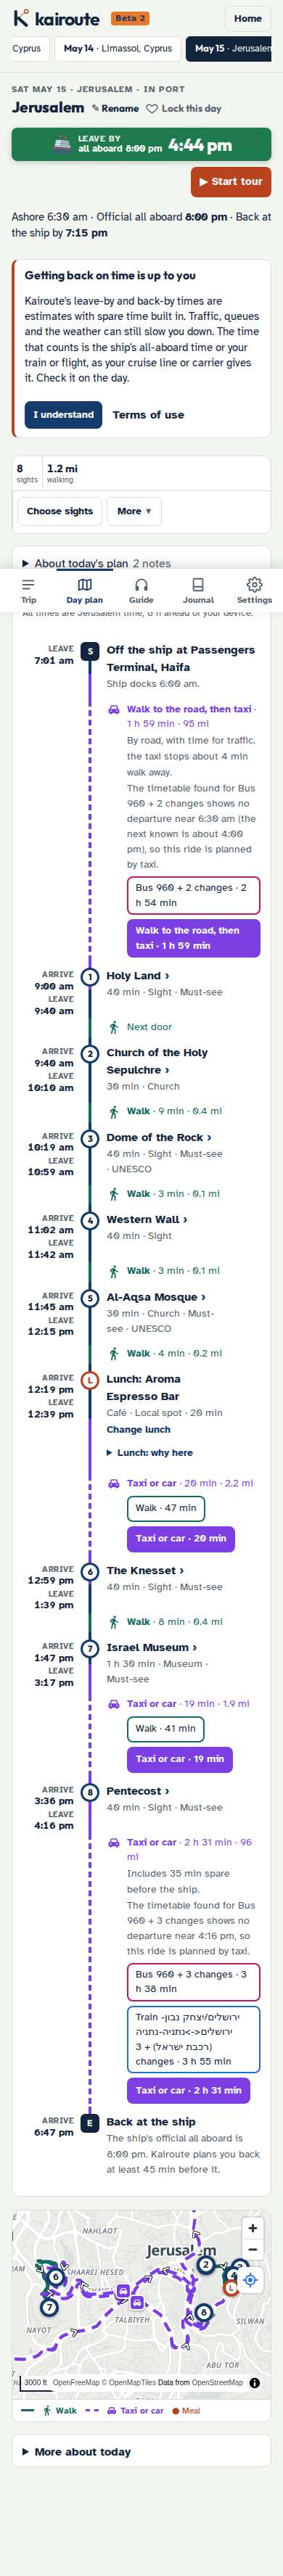 kairoute Beta 2 Home
Cyprus May 14 · Limassol, Cyprus May 15 · Jerusalem
SAT MAY 15 · JERUSALEM · IN PORT
Jerusalem ✎ Rename Lock this day
LEAVE BY
all aboard 8:00 pm 4:44 pm
▶ Start tour
Ashore 6:30 am · Official all aboard 8:00 pm · Back at
the ship by 7:15 pm
Getting back on time is up to you
Kairoute's leave-by and back-by times are
estimates with spare time built in. Traffic, queues
and the weather can still slow you down. The time
that counts is the ship's all-aboard time or your
train or flight, as your cruise line or carrier gives
it. Check it on the day.
I understand Terms of use
8 1.2 mi
sights walking
Choose sights More ▾
▶ About today's plan 2 notes
Trip Day plan Guide Journal Settings
All times are Jerusalem time, 6 h ahead of your device.
LEAVE
7:01 am
S
Off the ship at Passengers
Terminal, Haifa
Ship docks 6:00 am.
Walk to the road, then taxi ·
1 h 59 min · 95 mi
By road, with time for traffic.
the taxi stops about 4 min
walk away.
The timetable found for Bus
960 + 2 changes shows no
departure near 6:30 am (the
next known is about 4:00
pm), so this ride is planned
by taxi.
Bus 960 + 2 changes · 2
h 54 min
Walk to the road, then
taxi · 1 h 59 min
ARRIVE
9:00 am
LEAVE
9:40 am
1
Holy Land ›
40 min · Sight · Must-see
Next door
ARRIVE
9:40 am
LEAVE
10:10 am
2
Church of the Holy
Sepulchre ›
30 min · Church
Walk · 9 min · 0.4 mi
ARRIVE
10:19 am
LEAVE
10:59 am
3
Dome of the Rock ›
40 min · Sight · Must-see
· UNESCO
Walk · 3 min · 0.1 mi
ARRIVE
11:02 am
LEAVE
11:42 am
4
Western Wall ›
40 min · Sight
Walk · 3 min · 0.1 mi
ARRIVE
11:45 am
LEAVE
12:15 pm
5
Al-Aqsa Mosque ›
30 min · Church · Must-
see · UNESCO
Walk · 4 min · 0.2 mi
ARRIVE
12:19 pm
LEAVE
12:39 pm
L
Lunch: Aroma
Espresso Bar
Café · Local spot · 20 min
Change lunch
▶ Lunch: why here
Taxi or car · 20 min · 2.2 mi
Walk · 47 min
Taxi or car · 20 min
ARRIVE
12:59 pm
LEAVE
1:39 pm
6
The Knesset ›
40 min · Sight · Must-see
Walk · 8 min · 0.4 mi
ARRIVE
1:47 pm
LEAVE
3:17 pm
7
Israel Museum ›
1 h 30 min · Museum ·
Must-see
Taxi or car · 19 min · 1.9 mi
Walk · 41 min
Taxi or car · 19 min
ARRIVE
3:36 pm
LEAVE
4:16 pm
8
Pentecost ›
40 min · Sight · Must-see
Taxi or car · 2 h 31 min · 96
mi
Includes 35 min spare
before the ship.
The timetable found for Bus
960 + 3 changes shows no
departure near 4:16 pm, so
this ride is planned by taxi.
Bus 960 + 3 changes · 3
h 38 min
Train ירושלים/יצחק נבון-
ירושלים<->נתניה-נתניה
(רכבת ישראל) + 3
changes · 3 h 55 min
Taxi or car · 2 h 31 min
ARRIVE
6:47 pm
E
Back at the ship
The ship's official all aboard is
8:00 pm. Kairoute plans you back
at least 45 min before it.
NAHLAOT Jerusalem
SHAAREI HESED
2 4 L 6 7 8
TALBIYEH SILWAN
NAYOT
ABU TOR
+
−
3000 ft OpenFreeMap © OpenMapTiles Data from OpenStreetMap
Walk Taxi or car Meal
▶ More about today